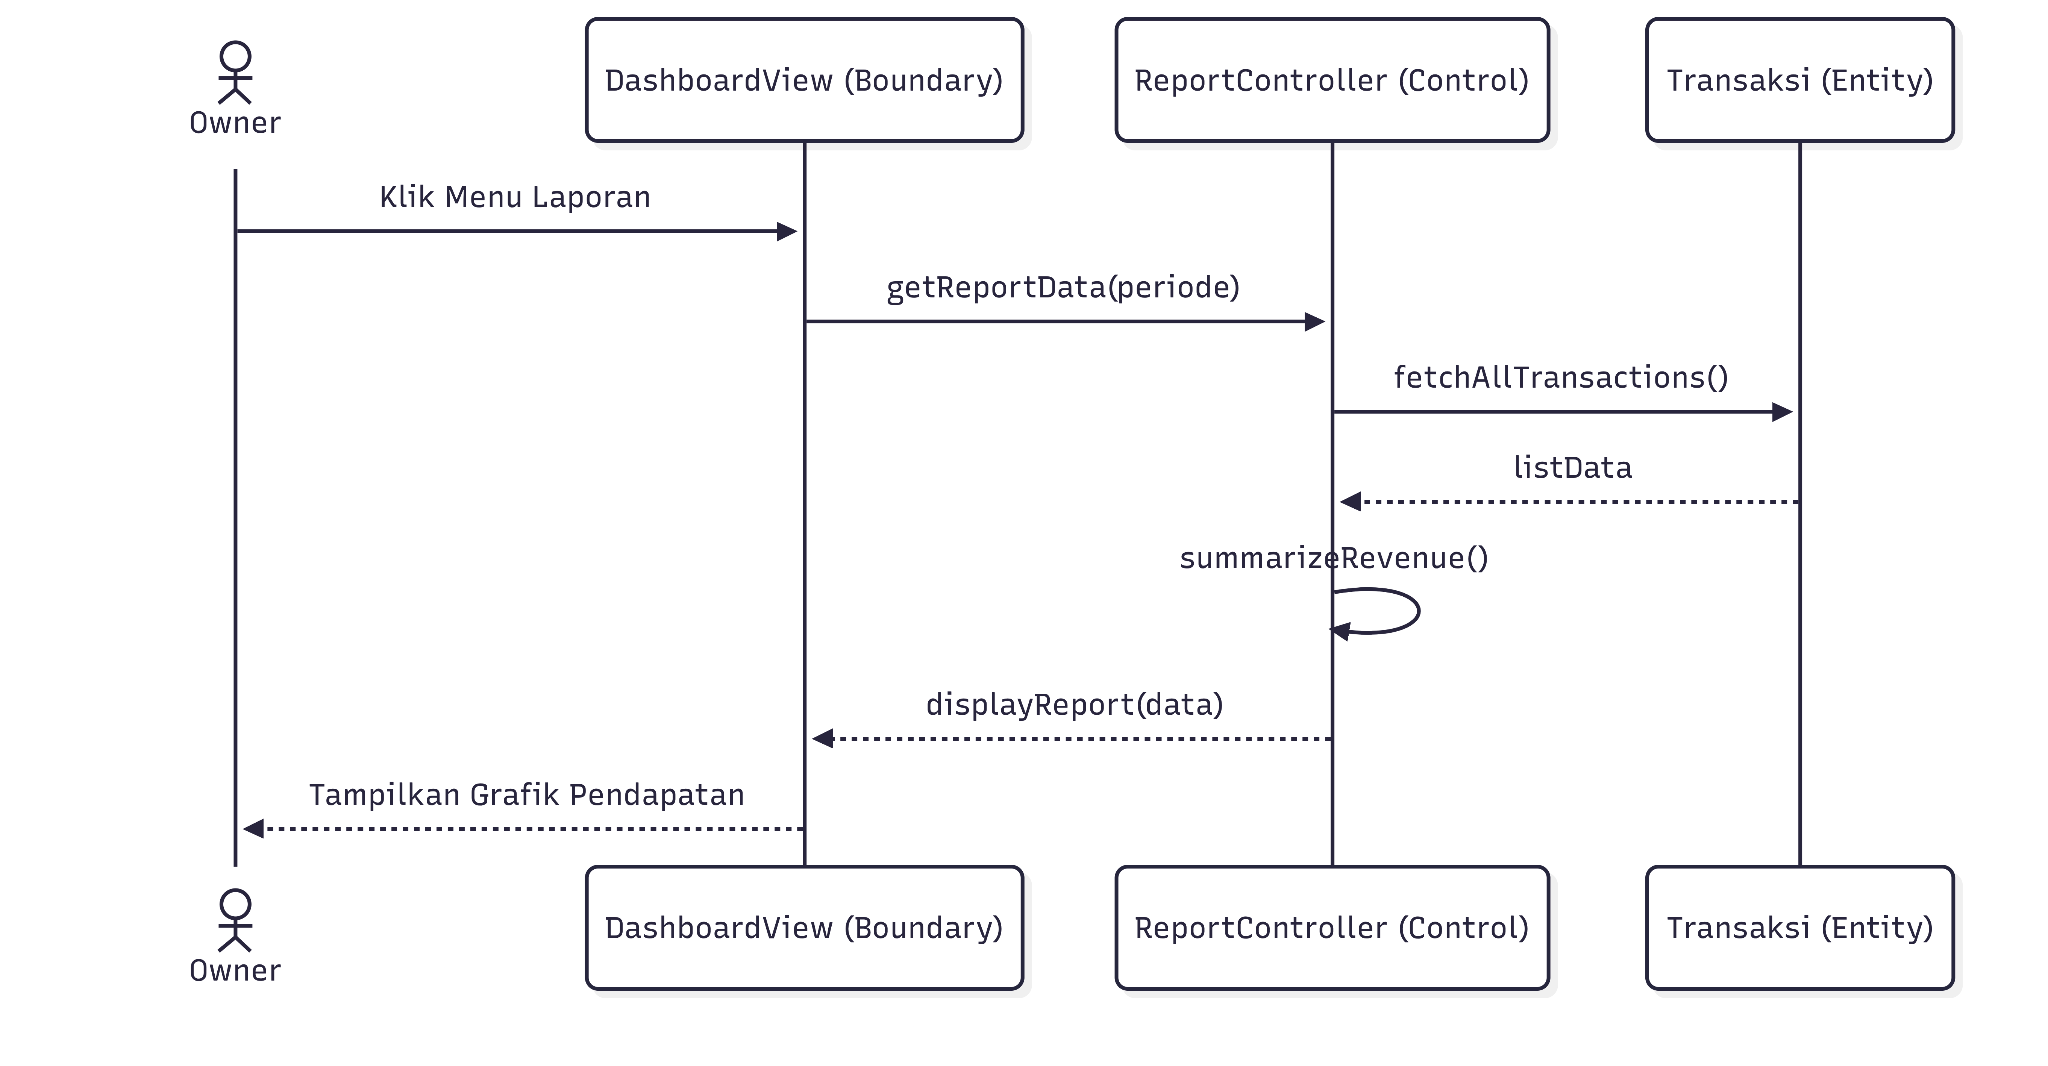 Owner
DashboardView (Boundary)
ReportController (Control)
Transaksi (Entity)
Klik Menu Laporan
getReportData(periode)
fetchAllTransactions()
listData
summarizeRevenue()
displayReport(data)
Tampilkan Grafik Pendapatan
Owner
DashboardView (Boundary)
ReportController (Control)
Transaksi (Entity)